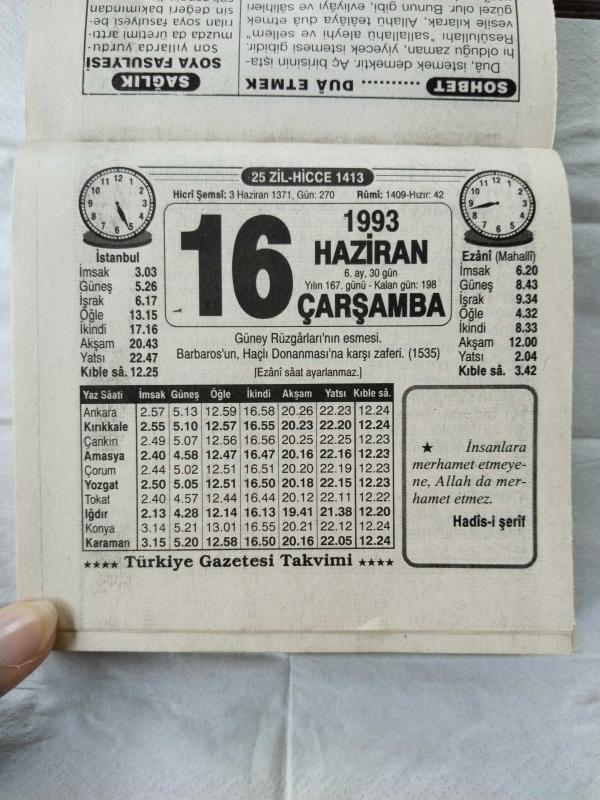 Duâ, istemek demektir. Aç birisinin işta-
hı olduğu zaman, yiyecek istemesi gibidir.
Resûlullahı "sallallahü aleyhi ve sellem"
vesile kılarak, Allahü teâlâya duâ etmek
güzel olur. Bunun gibi, evliyâyı ve sâlihleri
SOHBET .......... DUÂ ETMEK
SAĞLIK
SOYA FASULYESİ
Son yıllarda yurdu-
muzda üretimi arttı-
rılan soya fasulyesi be-
sin değeri bakımından
25 ZİL-HİCCE 1413
Hicrî Şemsî: 3 Haziran 1371, Gün: 270 Rûmî: 1409-Hızır: 42
16
1993
HAZİRAN
6. ay, 30 gün
Yılın 167. günü - Kalan gün: 198
ÇARŞAMBA
İstanbul
İmsak 3.03
Güneş 5.26
İşrak 6.17
Öğle 13.15
İkindi 17.16
Akşam 20.43
Yatsı 22.47
Kıble sâ. 12.25
Ezânî (Mahallî)
İmsak 6.20
Güneş 8.43
İşrak 9.34
Öğle 4.32
İkindi 8.33
Akşam 12.00
Yatsı 2.04
Kıble sâ. 3.42
Güney Rüzgârları'nın esmesi.
Barbaros'un, Haçlı Donanması'na karşı zaferi. (1535)
[Ezânî sâat ayarlanmaz.]
Yaz Sâati İmsak Güneş Öğle İkindi Akşam Yatsı Kıble sâ.
Ankara 2.57 5.13 12.59 16.58 20.26 22.23 12.24
Kırıkkale 2.55 5.10 12.57 16.55 20.23 22.20 12.24
Çankırı 2.49 5.07 12.56 16.56 20.25 22.25 12.23
Amasya 2.40 4.58 12.47 16.47 20.16 22.16 12.23
Çorum 2.44 5.02 12.51 16.51 20.20 22.19 12.23
Yozgat 2.50 5.05 12.51 16.50 20.18 22.15 12.23
Tokat 2.40 4.57 12.44 16.44 20.12 22.11 12.22
Iğdır 2.13 4.28 12.14 16.13 19.41 21.38 12.20
Konya 3.14 5.21 13.01 16.55 20.21 22.12 12.24
Karaman 3.15 5.20 12.58 16.50 20.16 22.05 12.24
★ İnsanlara
merhamet etmeye-
ne, Allah da mer-
hamet etmez.
Hadîs-i şerîf
★★★★ Türkiye Gazetesi Takvimi ★★★★